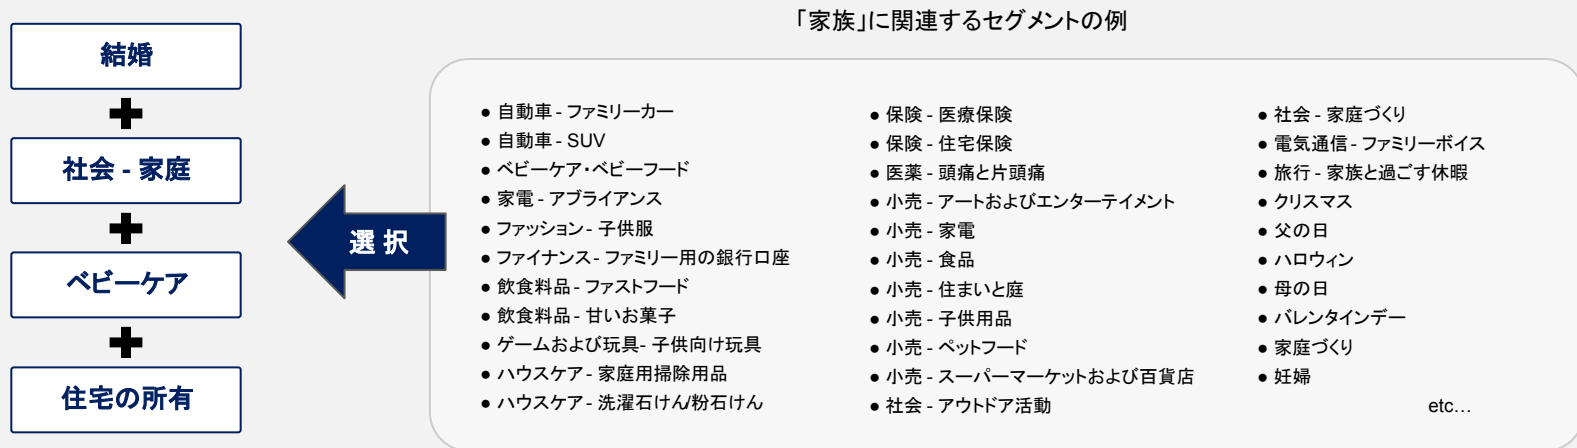 「家族」に関連するセグメントの例
結婚
社会 - 家庭
ベビーケア
住宅の所有
選 択
● 自動車 - ファミリーカー
● 自動車 - SUV
● ベビーケア・ベビーフード
● 家電 - アブライアンス
● ファッション - 子供服
● ファイナンス - ファミリー用の銀行口座
● 飲食料品 - ファストフード
● 飲食料品 - 甘いお菓子
● ゲームおよび玩具- 子供向け玩具
● ハウスケア - 家庭用掃除用品
● ハウスケア - 洗濯石けん/粉石けん
● 保険 - 医療保険
● 保険 - 住宅保険
● 医薬 - 頭痛と片頭痛
● 小売 - アートおよびエンターテイメント
● 小売 - 家電
● 小売 - 食品
● 小売 - 住まいと庭
● 小売 - 子供用品
● 小売 - ペットフード
● 小売 - スーパーマーケットおよび百貨店
● 社会 - アウトドア活動
● 社会 - 家庭づくり
● 電気通信 - ファミリーボイス
● 旅行 - 家族と過ごす休暇
● クリスマス
● 父の日
● ハロウィン
● 母の日
● バレンタインデー
● 家庭づくり
● 妊婦
etc…